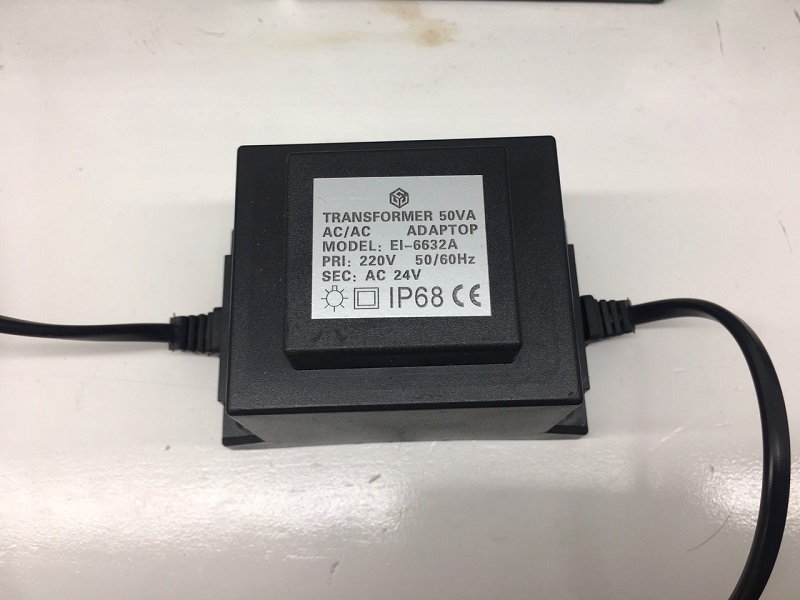 TRANSFORMER 50VA
AC/AC ADAPTOP
MODEL: EI-6632A
PRI: 220V 50/60Hz
SEC: AC 24V
IP68 CE